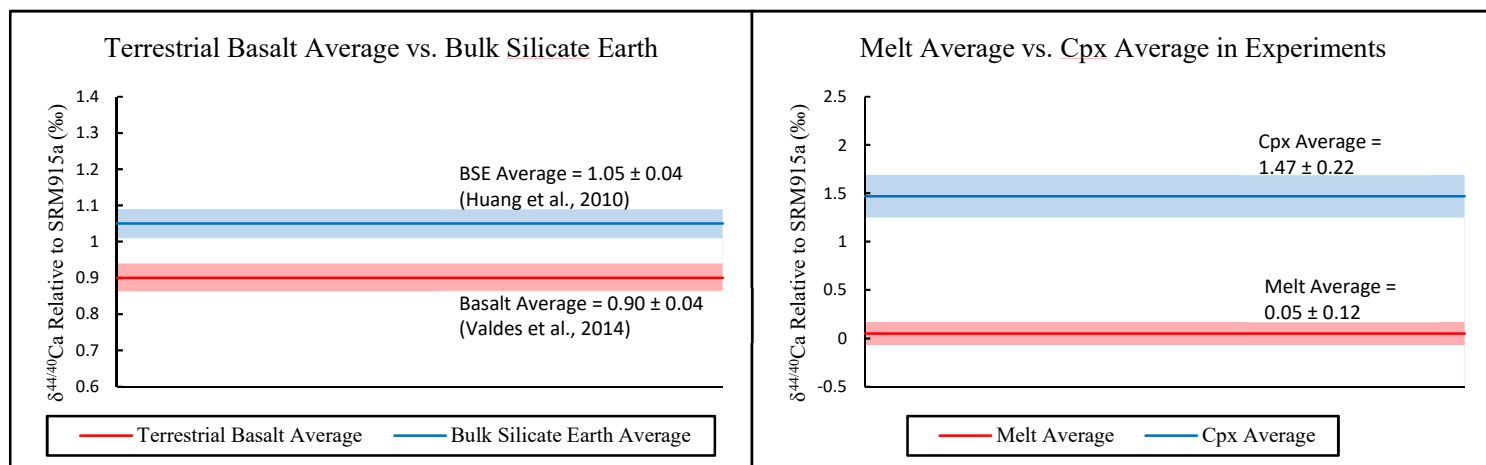 Terrestrial Basalt Average vs. Bulk Silicate Earth
δ44/40Ca Relative to SRM915a (‰)
1.4
1.3
1.2
1.1
1
0.9
0.8
0.7
0.6
BSE Average = 1.05 ± 0.04
(Huang et al., 2010)
Basalt Average = 0.90 ± 0.04
(Valdes et al., 2014)
Terrestrial Basalt Average
Bulk Silicate Earth Average
Melt Average vs. Cpx Average in Experiments
δ44/40Ca Relative to SRM915a (‰)
2.5
2
1.5
1
0.5
0
-0.5
Cpx Average =
1.47 ± 0.22
Melt Average =
0.05 ± 0.12
Melt Average
Cpx Average